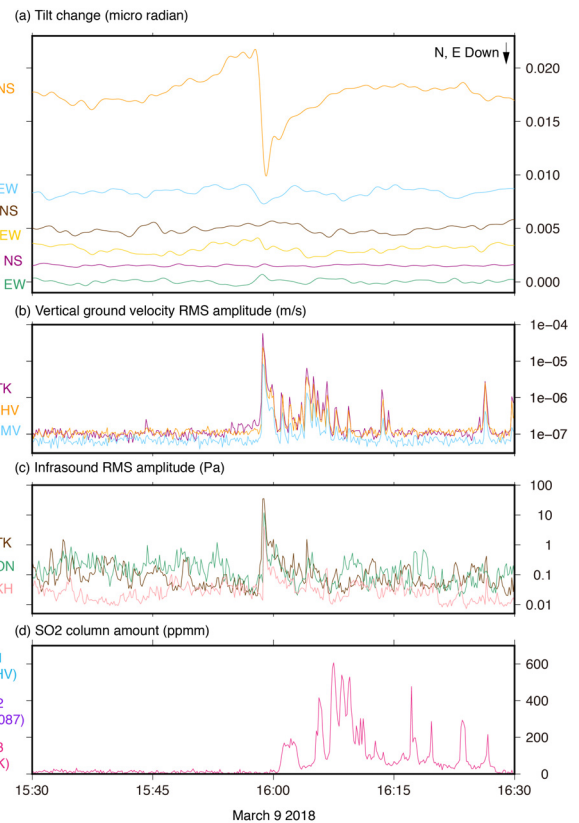 (a) Tilt change (micro radian)
N, E Down
NS
0.020
0.015
EW
0.010
NS
EW
0.005
NS
EW
0.000
(b) Vertical ground velocity RMS amplitude (m/s)
1e−04
1e−05
TK
1e−06
HV
MV
1e−07
(c) Infrasound RMS amplitude (Pa)
100
10
TK
1
ON
0.1
KH
0.01
(d) SO2 column amount (ppmm)
HV)
600
2
400
087)
3
200
K)
0
15:30
15:45
16:00
16:15
16:30
March 9 2018